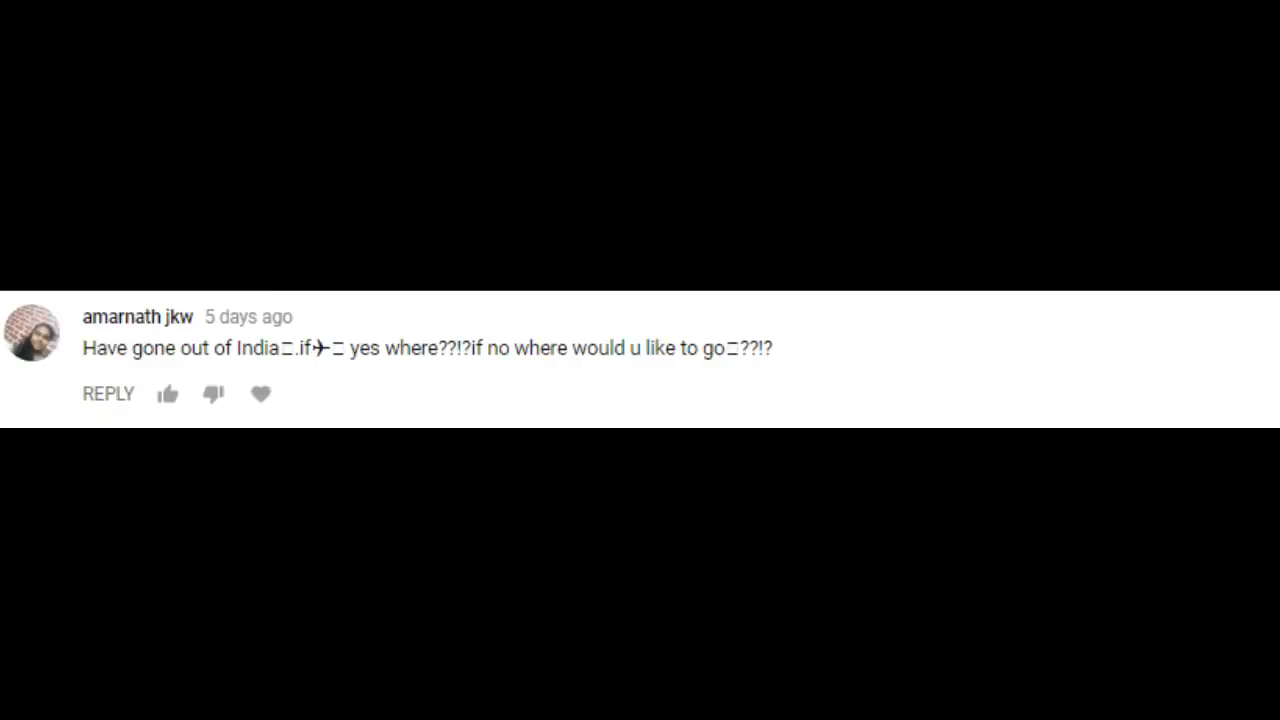 amarnath jkw 5 days ago
Have gone out of India□.if✈□ yes where??!?if no where would u like to go□??!?
REPLY